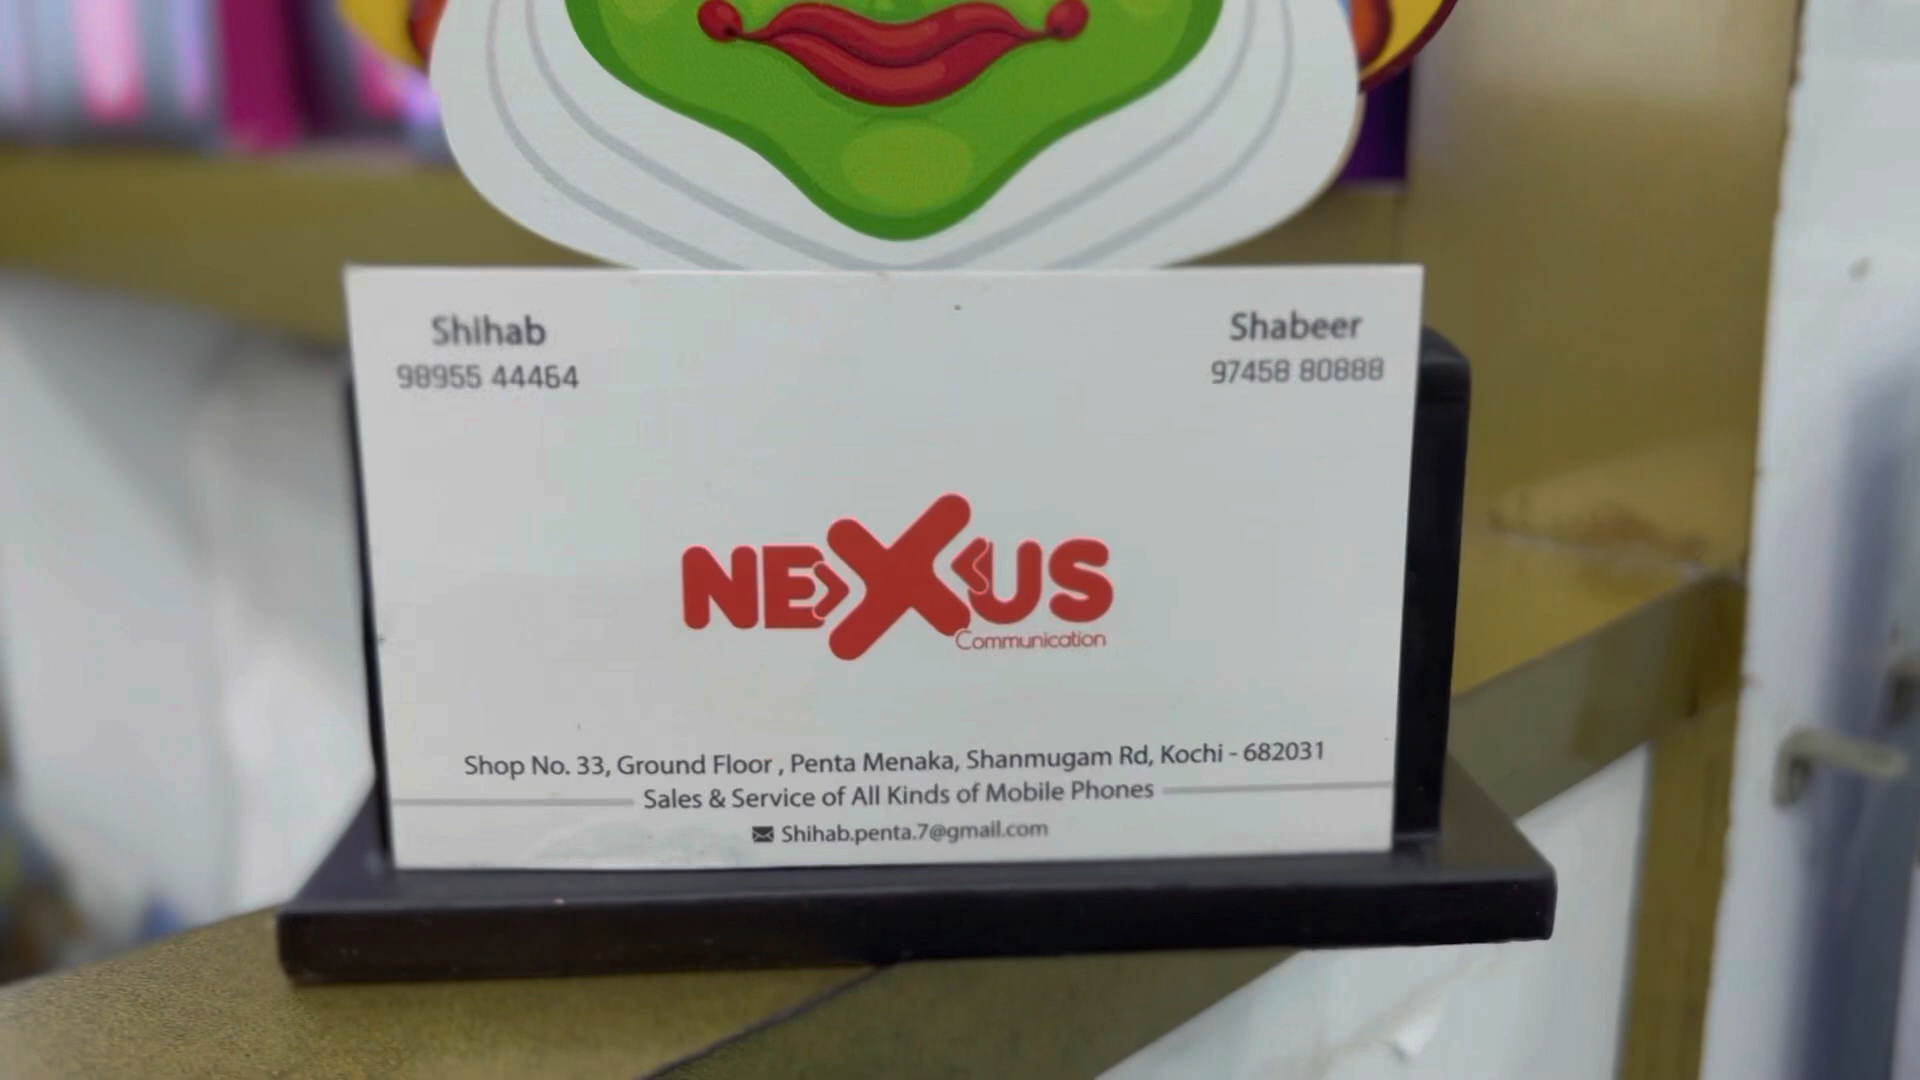 Shihab
98955 44464
Shabeer
97458 80888
NEXUS
Communication
Shop No. 33, Ground Floor , Penta Menaka, Shanmugam Rd, Kochi - 682031
Sales & Service of All Kinds of Mobile Phones
Shihab.penta.7@gmail.com